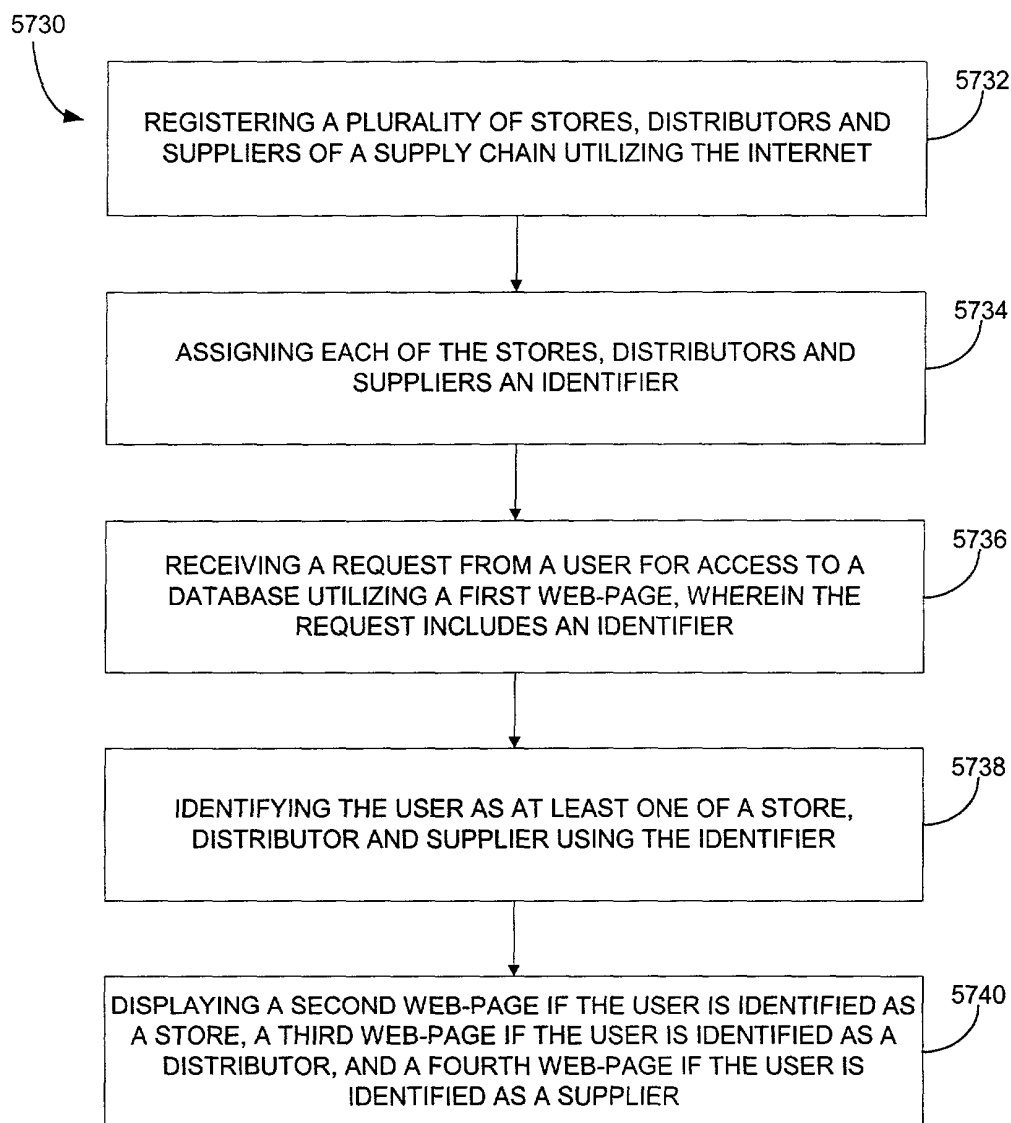 5730
5732
REGISTERING A PLURALITY OF STORES, DISTRIBUTORS AND
SUPPLIERS OF A SUPPLY CHAIN UTILIZING THE INTERNET
5734
ASSIGNING EACH OF THE STORES, DISTRIBUTORS AND
SUPPLIERS AN IDENTIFIER
5736
RECEIVING A REQUEST FROM A USER FOR ACCESS TO A
DATABASE UTILIZING A FIRST WEB-PAGE, WHEREIN THE
REQUEST INCLUDES AN IDENTIFIER
5738
IDENTIFYING THE USER AS AT LEAST ONE OF A STORE,
DISTRIBUTOR AND SUPPLIER USING THE IDENTIFIER
5740
DISPLAYING A SECOND WEB-PAGE IF THE USER IS IDENTIFIED AS
A STORE, A THIRD WEB-PAGE IF THE USER IS IDENTIFIED AS A
DISTRIBUTOR, AND A FOURTH WEB-PAGE IF THE USER IS
IDENTIFIED AS A SUPPLIER